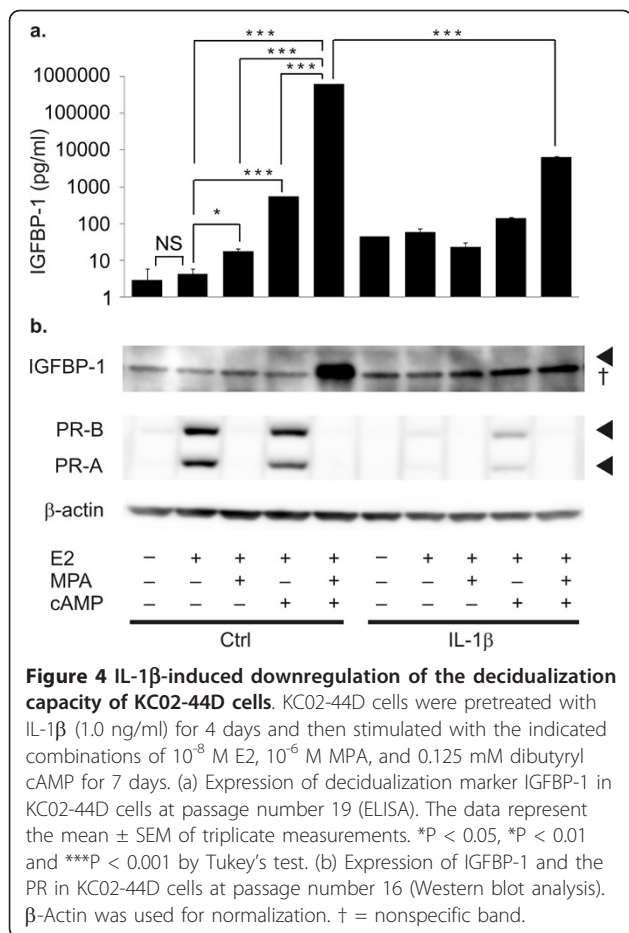 a.
*** ***
***
***
1000000
100000
10000
1000
100
10
1
IGFBP-1 (pg/ml)
***
*
NS
b.
IGFBP-1 ◀
†
PR-B ◀
PR-A ◀
β-actin
E2 – + + + + – + + + +
MPA – – + – + – – + – +
cAMP – – – + + – – – + +
Ctrl IL-1β
Figure 4 IL-1β-induced downregulation of the decidualization
capacity of KC02-44D cells. KC02-44D cells were pretreated with
IL-1β (1.0 ng/ml) for 4 days and then stimulated with the indicated
combinations of 10⁻⁸ M E2, 10⁻⁶ M MPA, and 0.125 mM dibutyryl
cAMP for 7 days. (a) Expression of decidualization marker IGFBP-1 in
KC02-44D cells at passage number 19 (ELISA). The data represent
the mean ± SEM of triplicate measurements. *P < 0.05, *P < 0.01
and ***P < 0.001 by Tukey's test. (b) Expression of IGFBP-1 and the
PR in KC02-44D cells at passage number 16 (Western blot analysis).
β-Actin was used for normalization. † = nonspecific band.